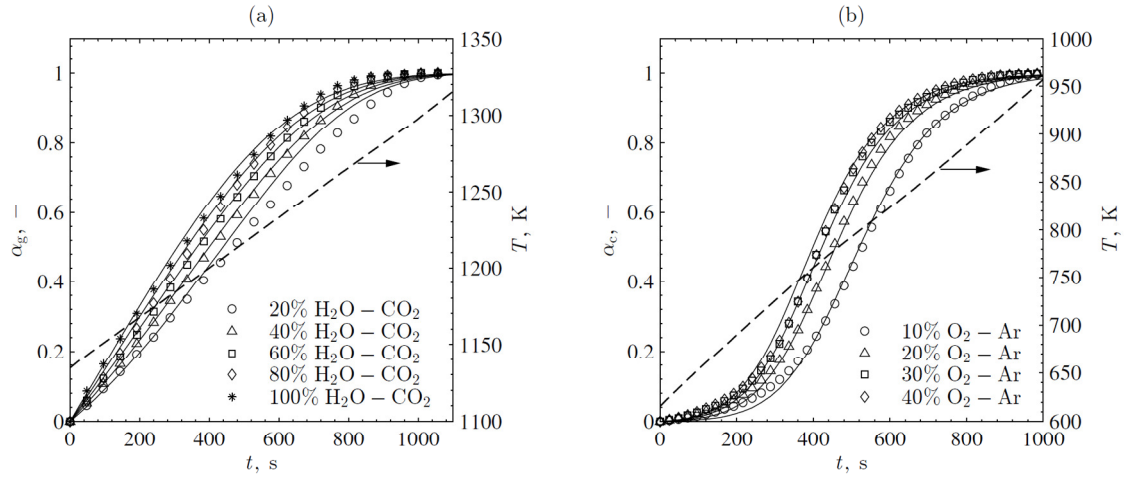 (a)
1
0.8
0.6
0.4
0.2
0
αg, −
0 200 400 600 800 1000
t, s
1350
1300
1250
1200
1150
1100
T, K
20% H2O − CO2
40% H2O − CO2
60% H2O − CO2
80% H2O − CO2
100% H2O − CO2
(b)
1
0.8
0.6
0.4
0.2
0
αc, −
0 200 400 600 800 1000
t, s
1000
950
900
850
800
750
700
650
600
T, K
10% O2 − Ar
20% O2 − Ar
30% O2 − Ar
40% O2 − Ar